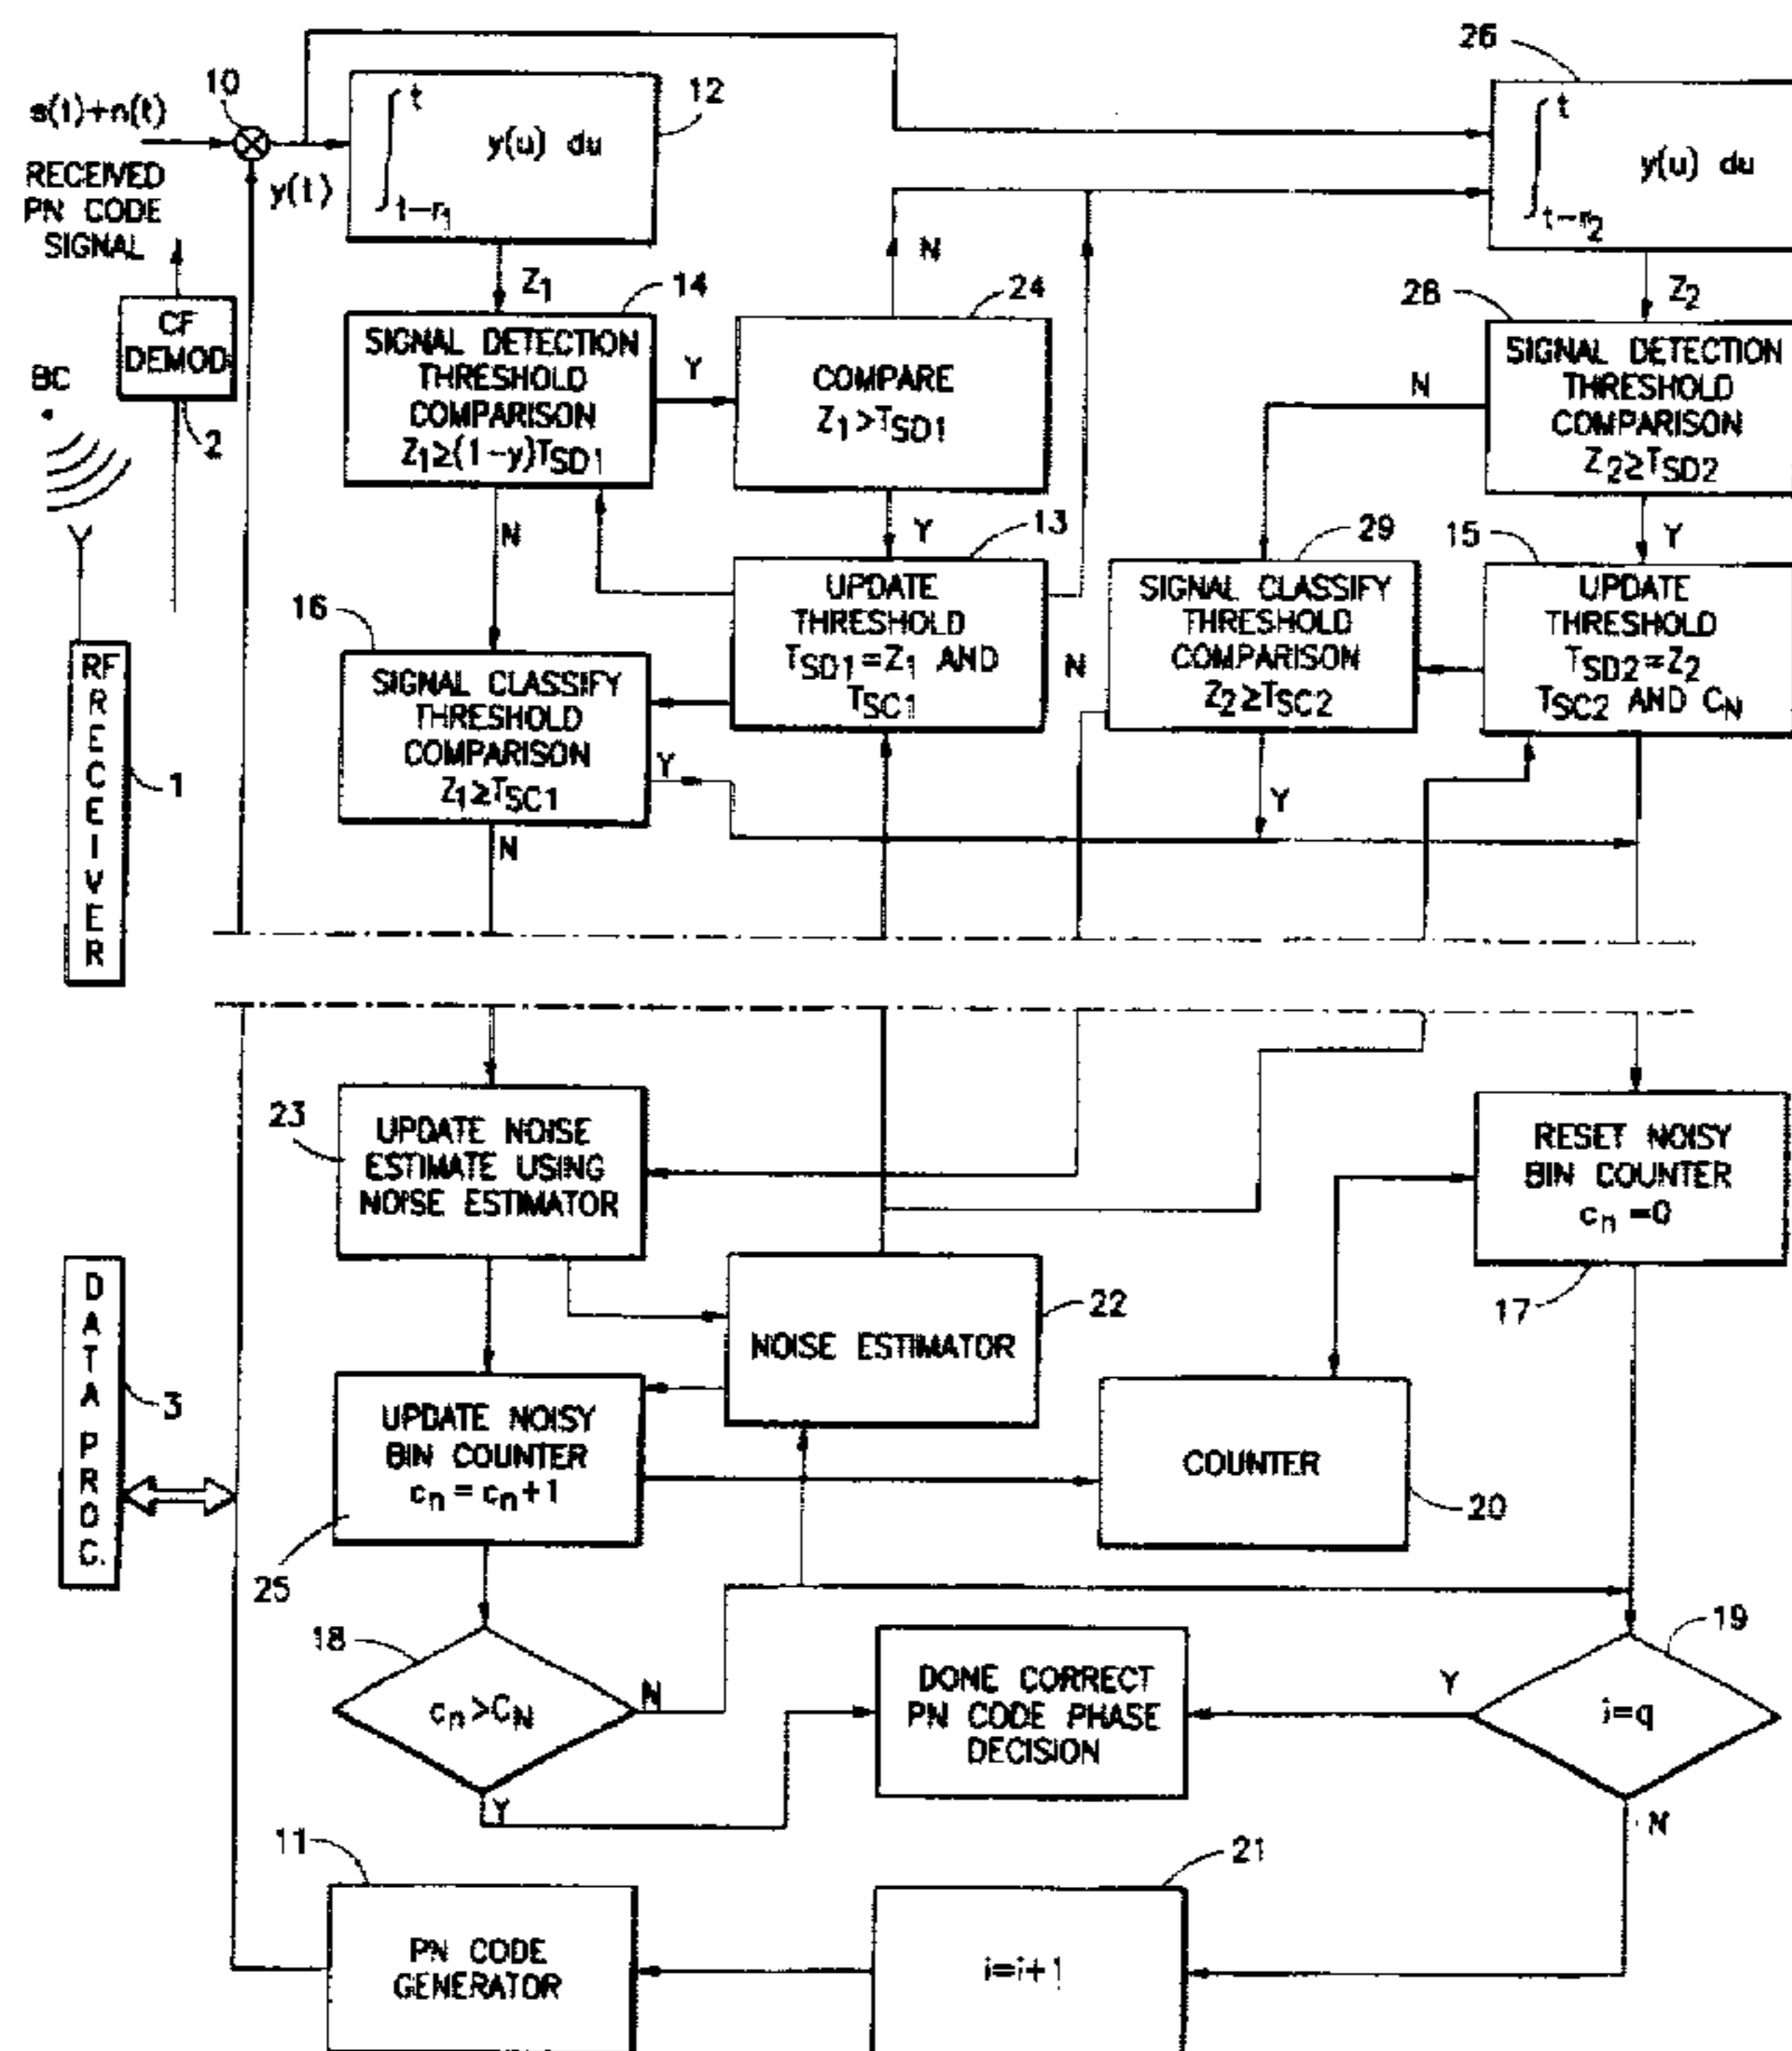 s(t)+n(t)
RECEIVED
PN CODE
SIGNAL
10
y(t)
∫ t t-r1 y(u) du
12
26
∫ t t-r2 y(u) du
CF
DEMOD
2
BC
RF
RECEIVER
1
Z1
14
SIGNAL DETECTION
THRESHOLD
COMPARISON
Z1≥(1-y)TSD1
Y
N
24
COMPARE
Z1>TSD1
N
Y
Z2
28
SIGNAL DETECTION
THRESHOLD
COMPARISON
Z2≥TSD2
N
Y
13
UPDATE
THRESHOLD
TSD1=Z1 AND
TSC1
29
SIGNAL CLASSIFY
THRESHOLD
COMPARISON
Z2≥TSC2
N
Y
15
UPDATE
THRESHOLD
TSD2=Z2
TSC2 AND CN
16
SIGNAL CLASSIFY
THRESHOLD
COMPARISON
Z1≥TSC1
Y
N
23
UPDATE NOISE
ESTIMATE USING
NOISE ESTIMATOR
RESET NOISY
BIN COUNTER
cn =0
17
22
NOISE ESTIMATOR
DATA PROC.
3
UPDATE NOISY
BIN COUNTER
cn = cn+1
25
COUNTER
20
18
cn>CN
N
Y
DONE CORRECT
PN CODE PHASE
DECISION
19
i=q
Y
N
11
PN CODE
GENERATOR
21
i=i+1